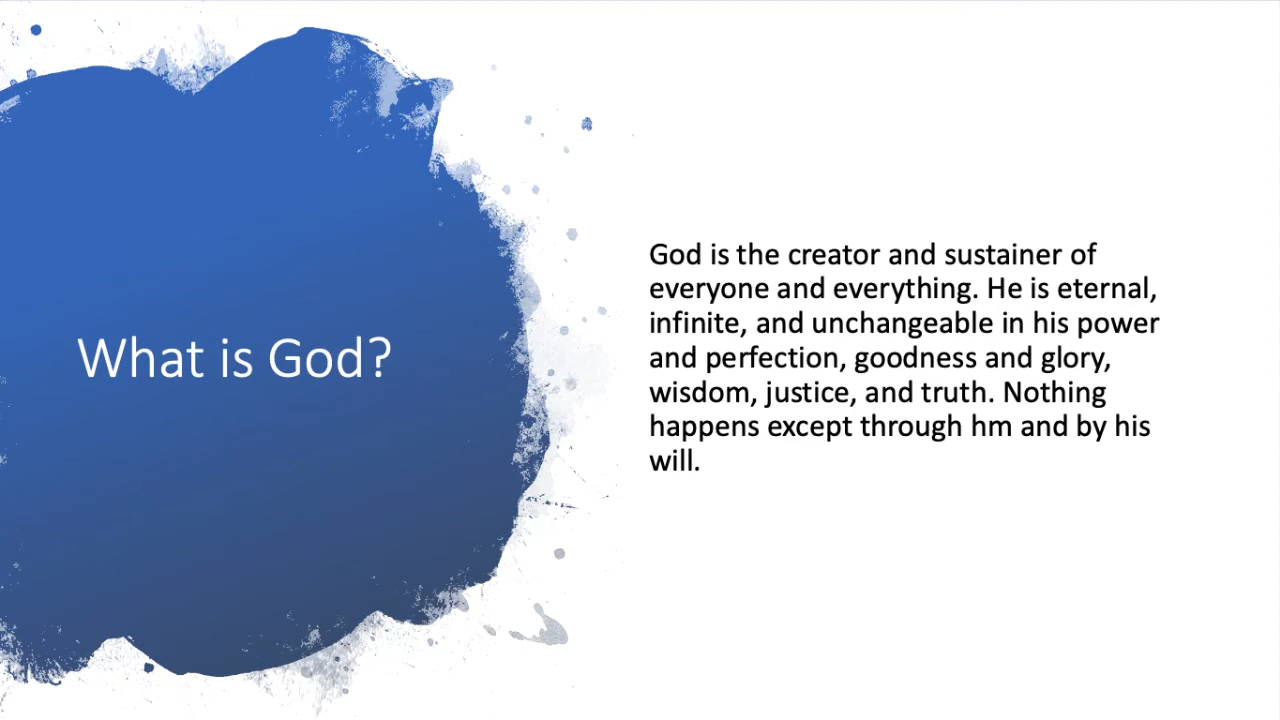 What is God?
God is the creator and sustainer of
everyone and everything. He is eternal,
infinite, and unchangeable in his power
and perfection, goodness and glory,
wisdom, justice, and truth. Nothing
happens except through hm and by his
will.